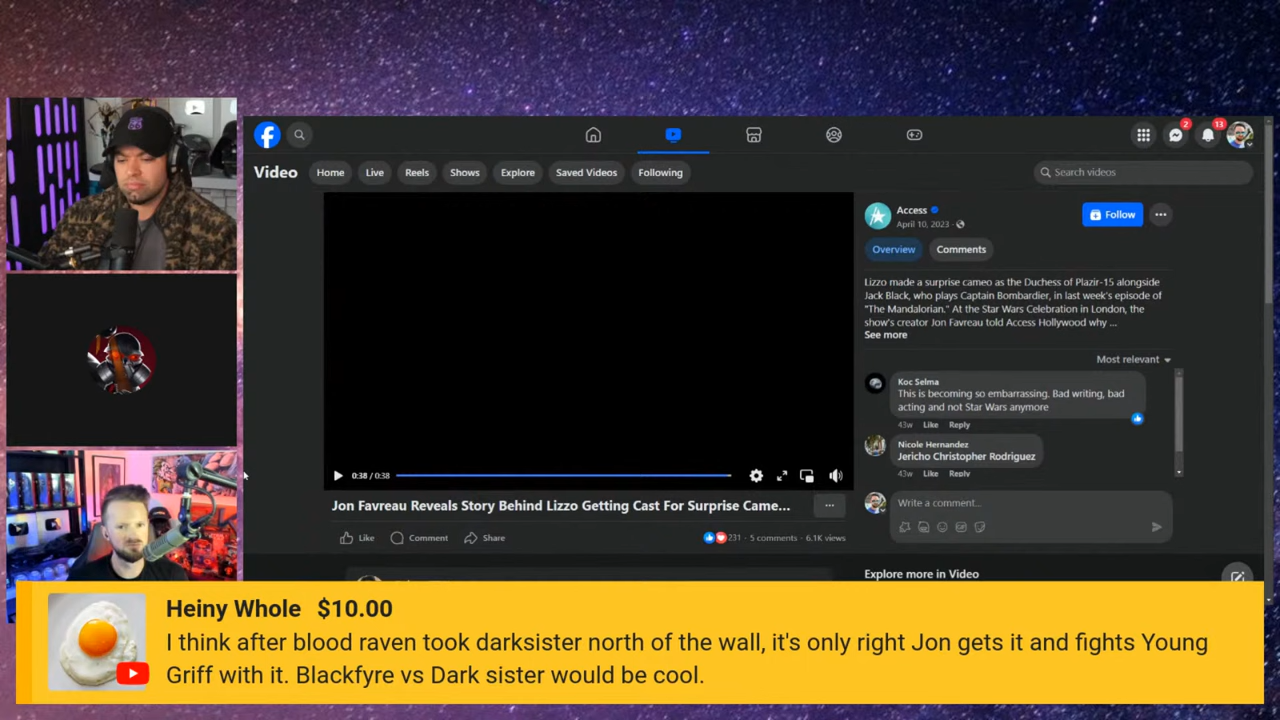 2
13
Video
Home
Live
Reels
Shows
Explore
Saved Videos
Following
Search videos
Access
April 10, 2023
Follow
Overview
Comments
Lizzo made a surprise cameo as the Duchess of Plazir-15 alongside
Jack Black, who plays Captain Bombardier, in last week's episode of
"The Mandalorian." At the Star Wars Celebration in London, the
show's creator Jon Favreau told Access Hollywood why ...
See more
Most relevant
Koc Selma
This is becoming so embarrassing. Bad writing, bad
acting and not Star Wars anymore
43w Like Reply
Nicole Hernandez
Jericho Christopher Rodriguez
43w Like Reply
0:38 / 0:38
Jon Favreau Reveals Story Behind Lizzo Getting Cast For Surprise Came...
Write a comment...
Like
Comment
Share
231 · 5 comments · 6.1K views
Explore more in Video
Heiny Whole $10.00
I think after blood raven took darksister north of the wall, it's only right Jon gets it and fights Young
Griff with it. Blackfyre vs Dark sister would be cool.